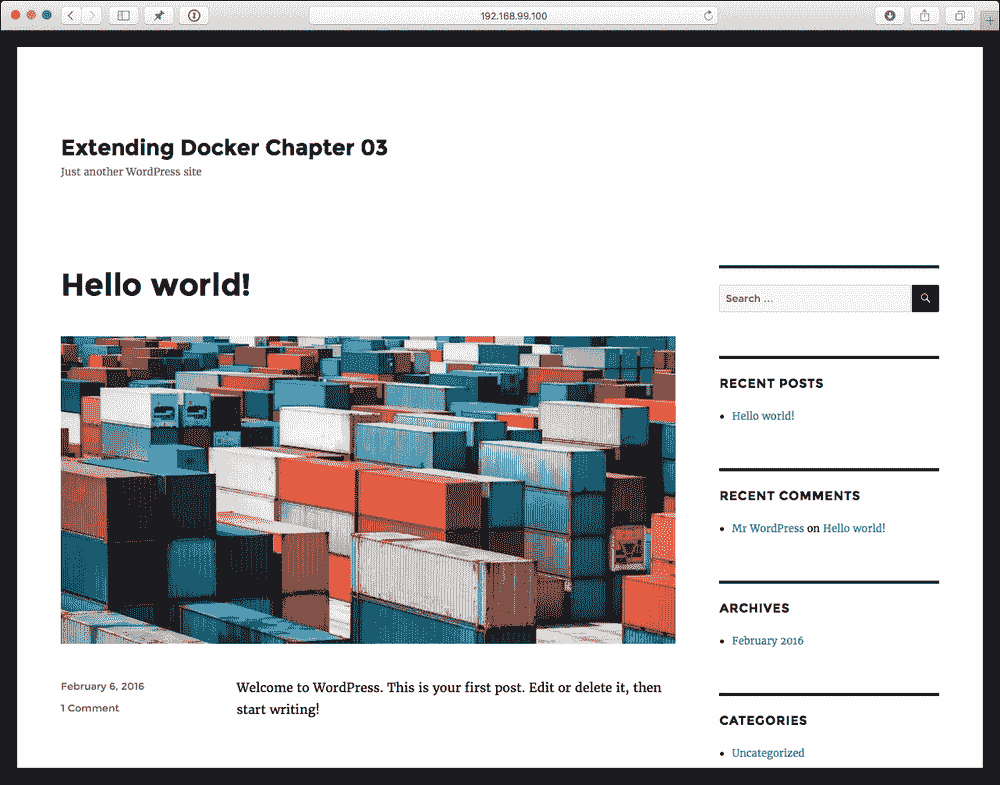 192.168.99.100
Extending Docker Chapter 03
Just another WordPress site
Hello world!
February 6, 2016
1 Comment
Welcome to WordPress. This is your first post. Edit or delete it, then
start writing!
Search …
RECENT POSTS
Hello world!
RECENT COMMENTS
Mr WordPress on Hello world!
ARCHIVES
February 2016
CATEGORIES
Uncategorized